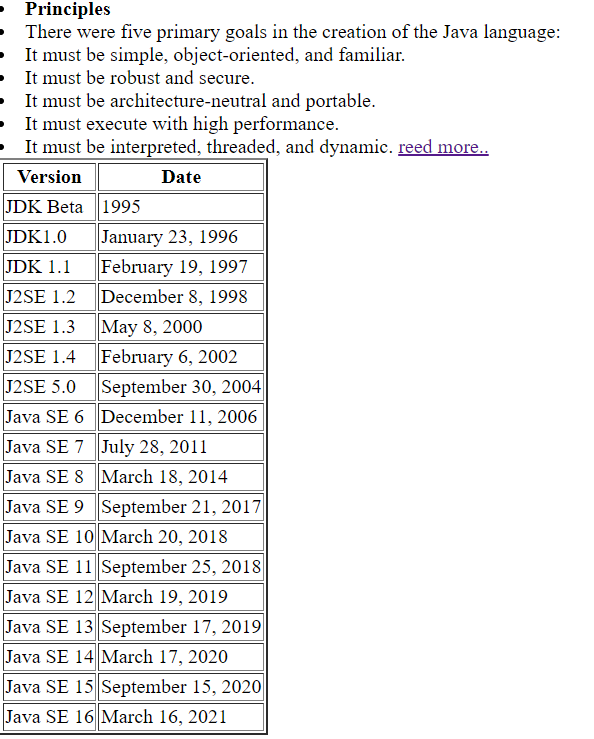 Principles
There were five primary goals in the creation of the Java language:
It must be simple, object-oriented, and familiar.
It must be robust and secure.
It must be architecture-neutral and portable.
It must execute with high performance.
It must be interpreted, threaded, and dynamic. reed more..
Version Date
JDK Beta 1995
JDK1.0 January 23, 1996
JDK 1.1 February 19, 1997
J2SE 1.2 December 8, 1998
J2SE 1.3 May 8, 2000
J2SE 1.4 February 6, 2002
J2SE 5.0 September 30, 2004
Java SE 6 December 11, 2006
Java SE 7 July 28, 2011
Java SE 8 March 18, 2014
Java SE 9 September 21, 2017
Java SE 10 March 20, 2018
Java SE 11 September 25, 2018
Java SE 12 March 19, 2019
Java SE 13 September 17, 2019
Java SE 14 March 17, 2020
Java SE 15 September 15, 2020
Java SE 16 March 16, 2021